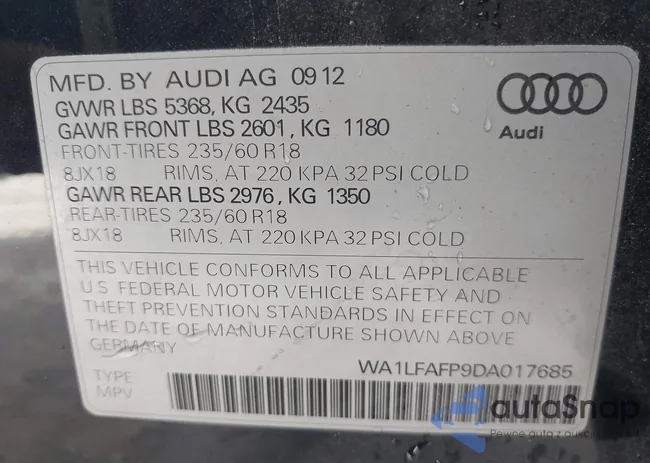 MFD. BY AUDI AG 09 12
GVWR LBS 5368, KG 2435
GAWR FRONT LBS 2601, KG 1180
FRONT-TIRES 235/60 R18
8JX18 RIMS, AT 220 KPA 32 PSI COLD
GAWR REAR LBS 2976, KG 1350
REAR-TIRES 235/60 R18
8JX18 RIMS, AT 220 KPA 32 PSI COLD
Audi
THIS VEHICLE CONFORMS TO ALL APPLICABLE
U.S. FEDERAL MOTOR VEHICLE SAFETY AND
THEFT PREVENTION STANDARDS IN EFFECT ON
THE DATE OF MANUFACTURE SHOWN ABOVE
GERMANY
WA1LFAFP9DA017685
TYPE
MPV
autaSnap
Pewne auta z aukcji